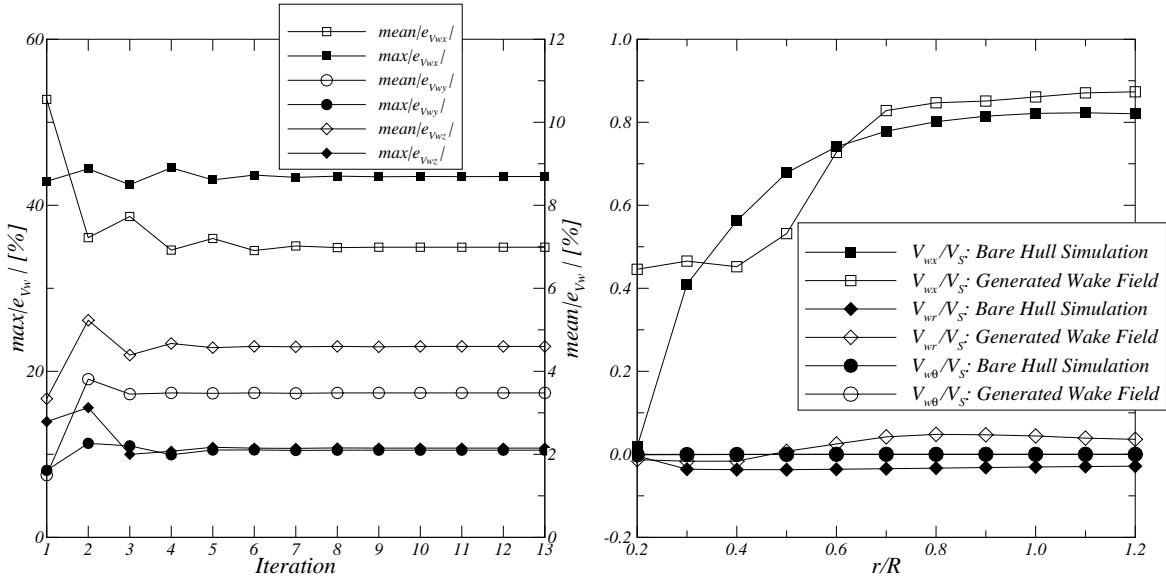 60
40
20
0
max|e_Vw| [%]
12
10
8
6
4
2
0
mean|e_Vw| [%]
mean|e_Vwx|
max|e_Vwx|
mean|e_Vwy|
max|e_Vwy|
mean|e_Vwz|
max|e_Vwz|
1 2 3 4 5 6 7 8 9 10 11 12 13
Iteration
1.0
0.8
0.6
0.4
0.2
0.0
-0.2
V_wx/V_S: Bare Hull Simulation
V_wx/V_S: Generated Wake Field
V_wr/V_S: Bare Hull Simulation
V_wr/V_S: Generated Wake Field
V_wθ/V_S: Bare Hull Simulation
V_wθ/V_S: Generated Wake Field
0.2 0.4 0.6 0.8 1.0 1.2
r/R